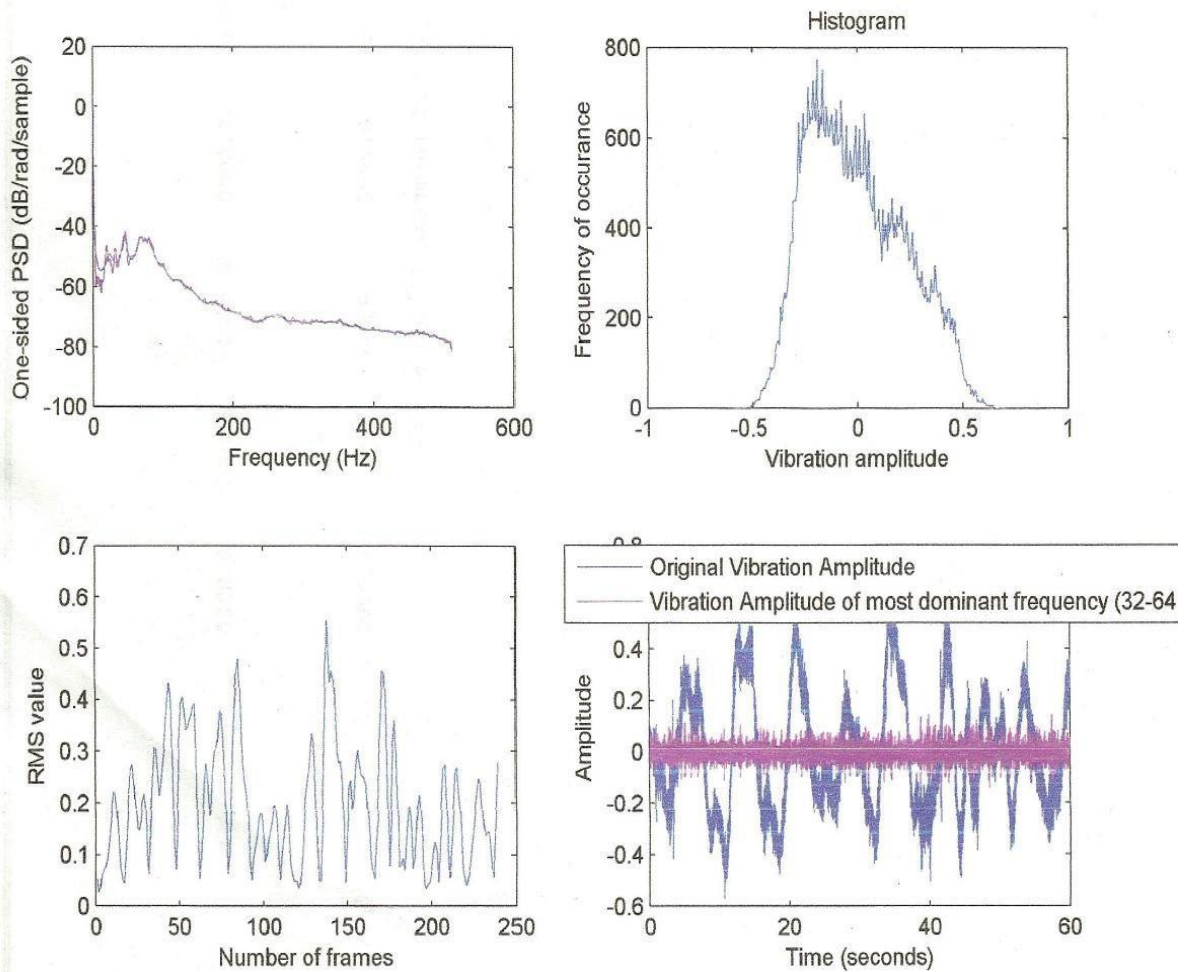 20
0
-20
-40
-60
-80
-100
0 200 400 600
One-sided PSD (dB/rad/sample)
Frequency (Hz)
Histogram
800
600
400
200
0
-1 -0.5 0 0.5 1
Frequency of occurance
Vibration amplitude
0.7
0.6
0.5
0.4
0.3
0.2
0.1
0
0 50 100 150 200 250
RMS value
Number of frames
0.8
Original Vibration Amplitude
Vibration Amplitude of most dominant frequency (32-64
0.4
0.2
0
-0.2
-0.4
-0.6
0 20 40 60
Amplitude
Time (seconds)